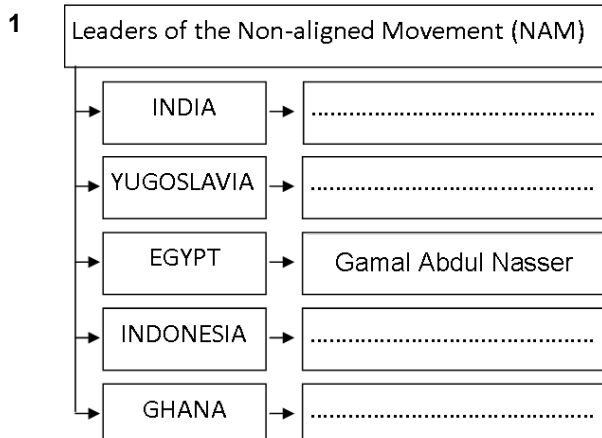 1
Leaders of the Non-aligned Movement (NAM)
INDIA ...............................................
YUGOSLAVIA ...............................................
EGYPT Gamal Abdul Nasser
INDONESIA ...............................................
GHANA ...............................................